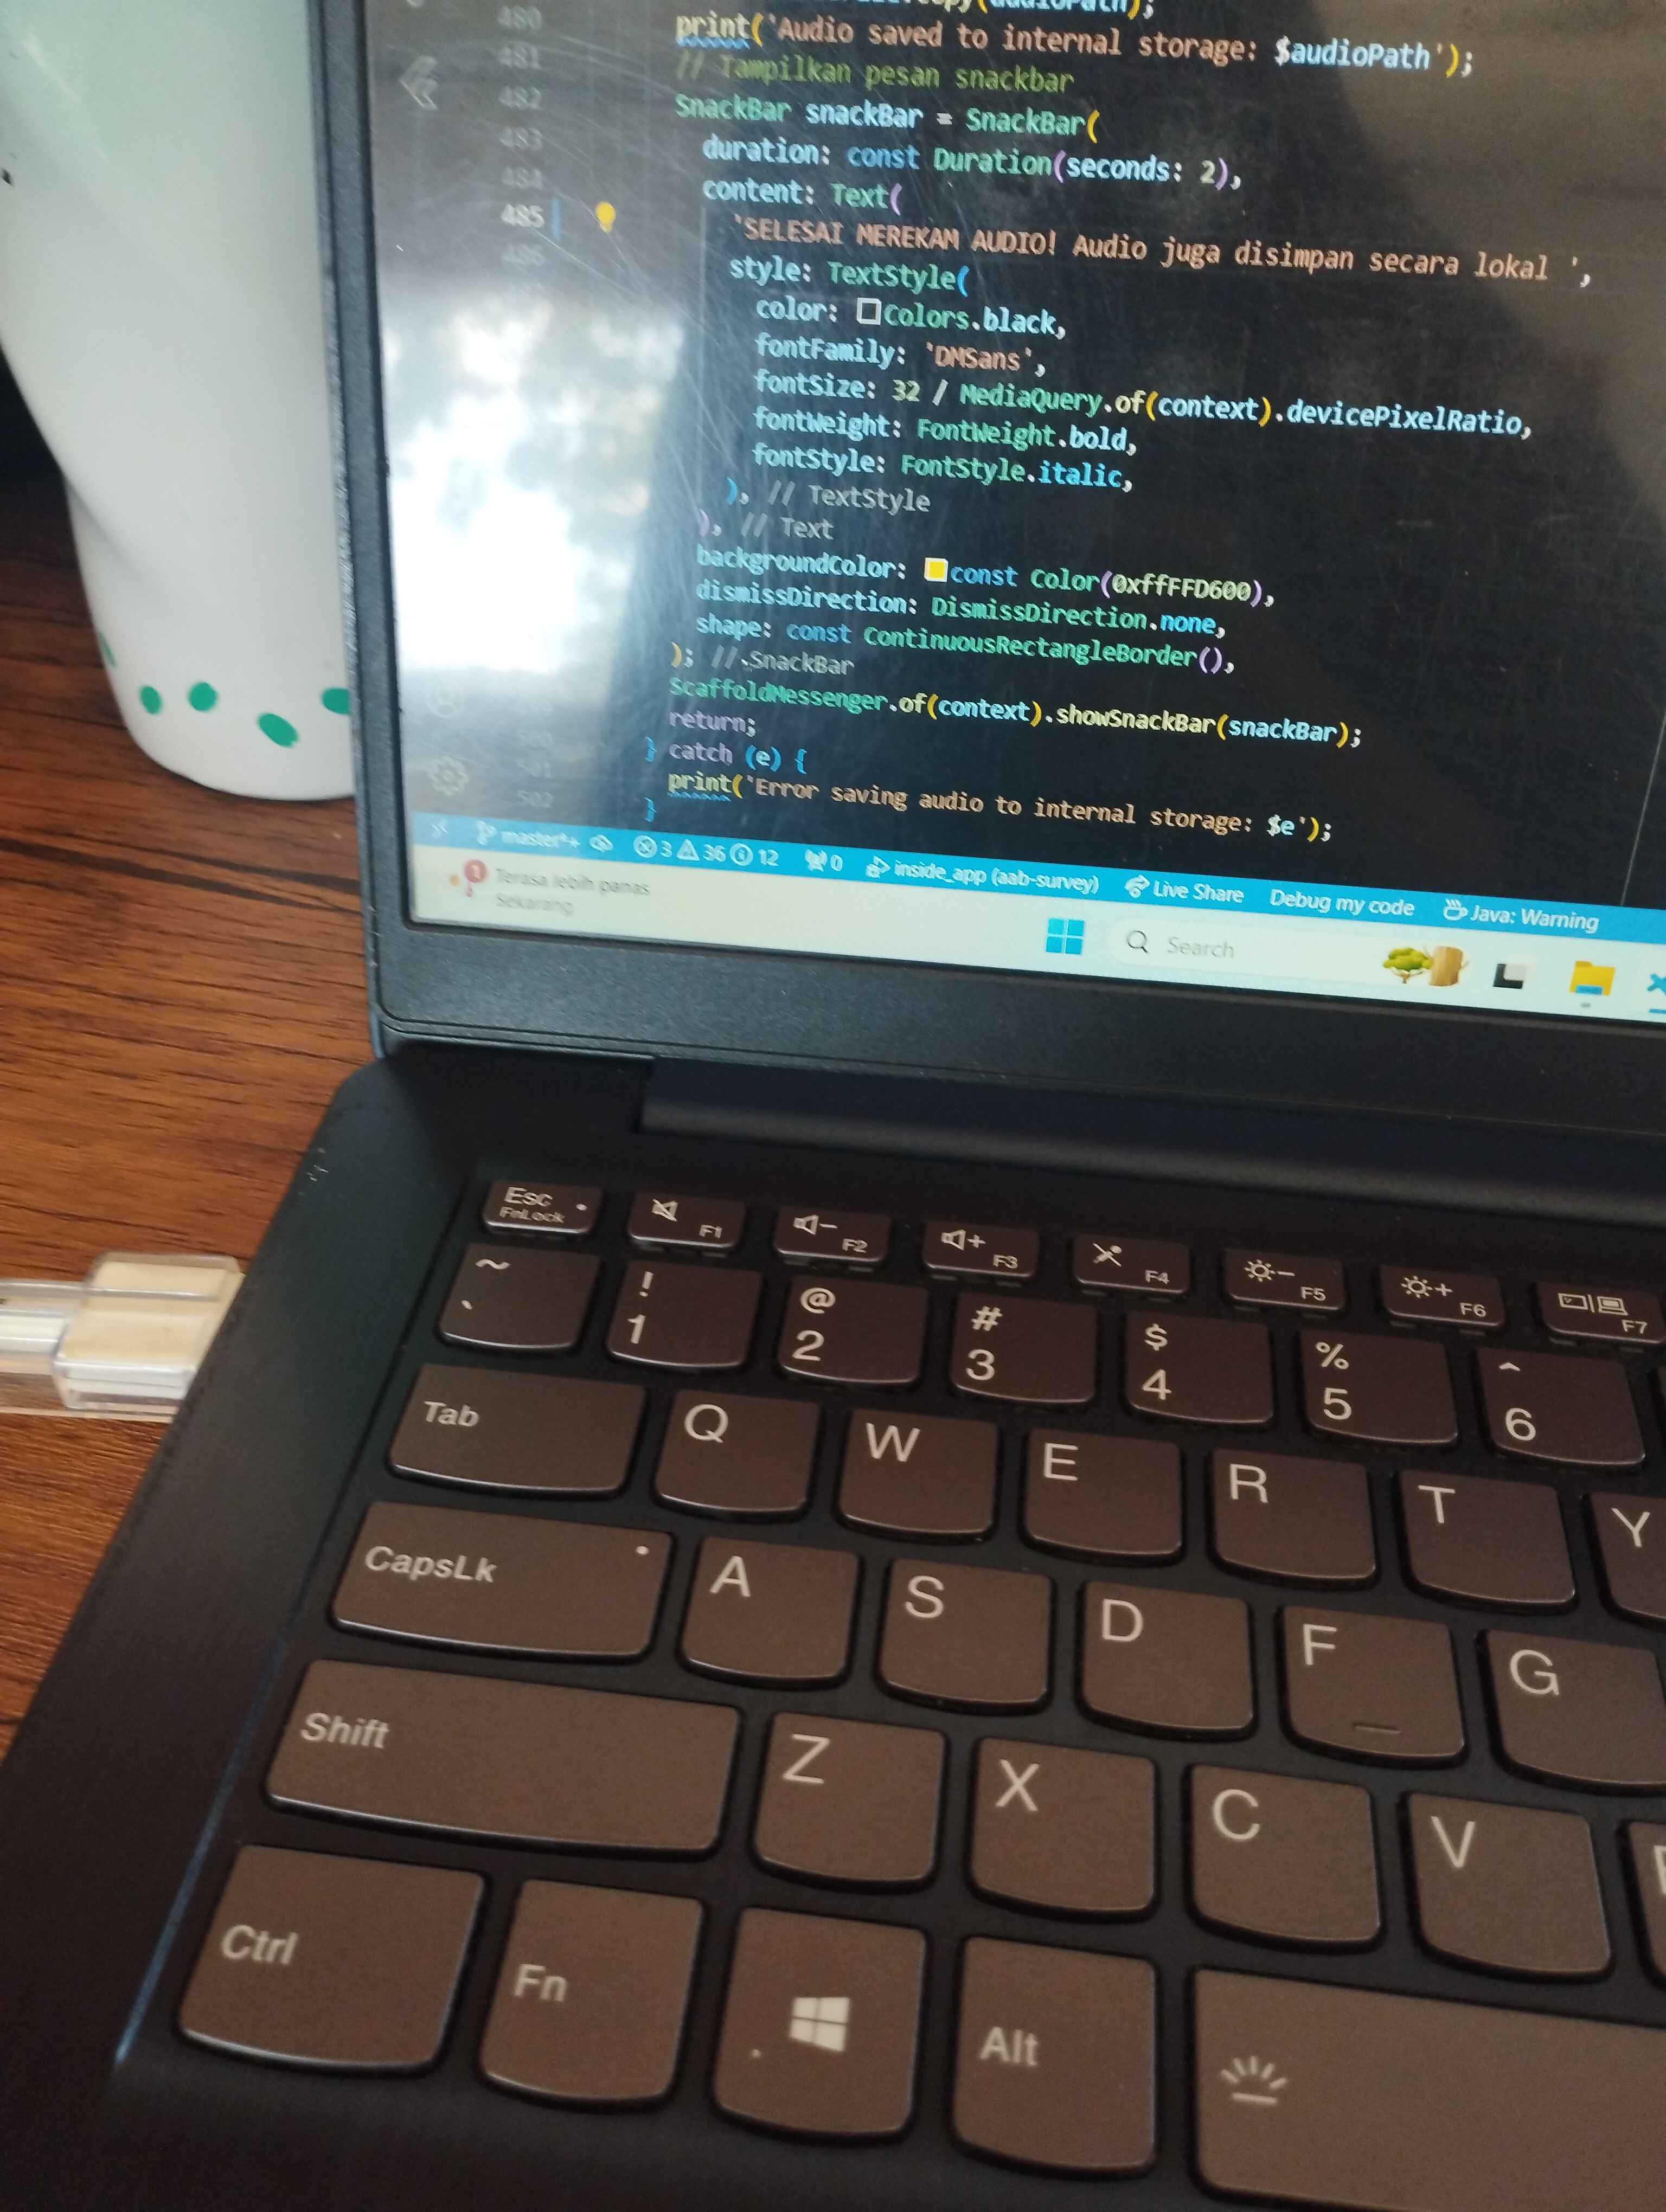 480
print('Audio saved to internal storage: $audioPath');
481
// Tampilkan pesan snackbar
482
SnackBar snackBar = SnackBar(
483
duration: const Duration(seconds: 2),
484
content: Text(
485
'SELESAI MEREKAM AUDIO! Audio juga disimpan secara lokal ',
486
style: TextStyle(
color: Colors.black,
fontFamily: 'DMSans',
fontSize: 32 / MediaQuery.of(context).devicePixelRatio,
fontWeight: FontWeight.bold,
fontStyle: FontStyle.italic,
), // TextStyle
), // Text
backgroundColor: const Color(0xffFFD600),
dismissDirection: DismissDirection.none,
shape: const ContinuousRectangleBorder(),
); // SnackBar
ScaffoldMessenger.of(context).showSnackBar(snackBar);
return;
} catch (e) {
501
print('Error saving audio to internal storage: $e');
502
}
master*+ 3 36 12 0 inside_app (aab-survey) Live Share Debug my code Java: Warning
1 Terasa lebih panas
Sekarang
Search
Esc FnLock F1 F2 F3 F4 F5 F6 F7
~ ` ! 1 @ 2 # 3 $ 4 % 5 ^ 6
Tab Q W E R T Y
CapsLk A S D F G
Shift Z X C V
Ctrl Fn Alt